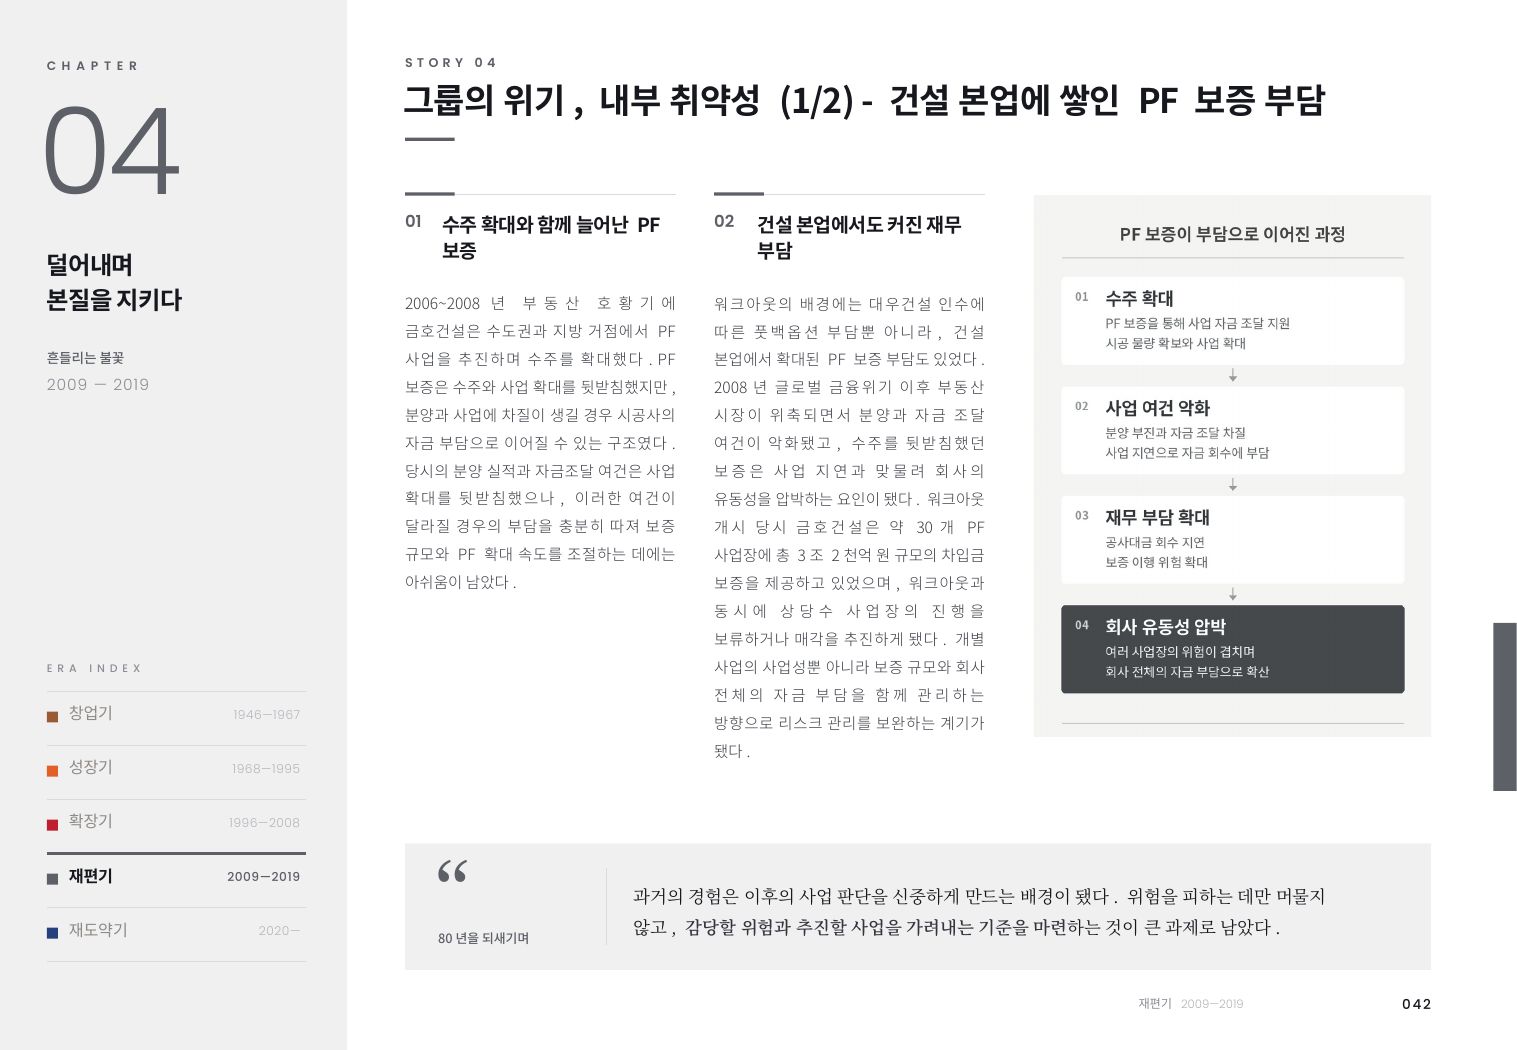 CHAPTER
04
덜어내며
본질을 지키다
흔들리는 불꽃
2009 — 2019
ERA INDEX
창업기 1946—1967
성장기 1968—1995
확장기 1996—2008
재편기 2009—2019
재도약기 2020—
STORY 04
그룹의 위기, 내부 취약성 (1/2) - 건설 본업에 쌓인 PF 보증 부담
01 수주 확대와 함께 늘어난 PF
보증
2006~2008 년 부동산 호황기에
금호건설은 수도권과 지방 거점에서 PF
사업을 추진하며 수주를 확대했다. PF
보증은 수주와 사업 확대를 뒷받침했지만,
분양과 사업에 차질이 생길 경우 시공사의
자금 부담으로 이어질 수 있는 구조였다.
당시의 분양 실적과 자금조달 여건은 사업
확대를 뒷받침했으나, 이러한 여건이
달라질 경우의 부담을 충분히 따져 보증
규모와 PF 확대 속도를 조절하는 데에는
아쉬움이 남았다.
02 건설 본업에서도 커진 재무
부담
워크아웃의 배경에는 대우건설 인수에
따른 풋백옵션 부담뿐 아니라, 건설
본업에서 확대된 PF 보증 부담도 있었다.
2008 년 글로벌 금융위기 이후 부동산
시장이 위축되면서 분양과 자금 조달
여건이 악화됐고, 수주를 뒷받침했던
보증은 사업 지연과 맞물려 회사의
유동성을 압박하는 요인이 됐다. 워크아웃
개시 당시 금호건설은 약 30 개 PF
사업장에 총 3 조 2 천억 원 규모의 차입금
보증을 제공하고 있었으며, 워크아웃과
동시에 상당수 사업장의 진행을
보류하거나 매각을 추진하게 됐다. 개별
사업의 사업성뿐 아니라 보증 규모와 회사
전체의 자금 부담을 함께 관리하는
방향으로 리스크 관리를 보완하는 계기가
됐다.
PF 보증이 부담으로 이어진 과정
01 수주 확대
PF 보증을 통해 사업 자금 조달 지원
시공 물량 확보와 사업 확대
↓
02 사업 여건 악화
분양 부진과 자금 조달 차질
사업 지연으로 자금 회수에 부담
↓
03 재무 부담 확대
공사대금 회수 지연
보증 이행 위험 확대
↓
04 회사 유동성 압박
여러 사업장의 위험이 겹치며
회사 전체의 자금 부담으로 확산
“
80 년을 되새기며
과거의 경험은 이후의 사업 판단을 신중하게 만드는 배경이 됐다. 위험을 피하는 데만 머물지
않고, 감당할 위험과 추진할 사업을 가려내는 기준을 마련하는 것이 큰 과제로 남았다.
재편기 2009—2019
042